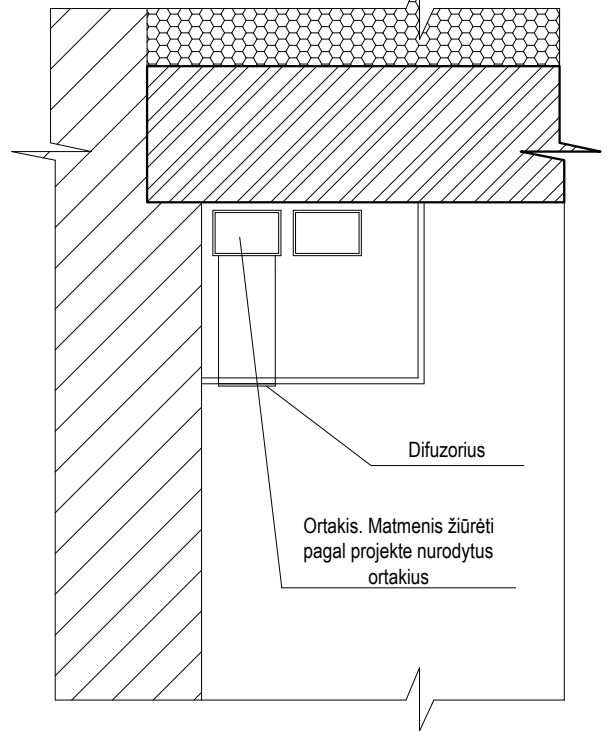 Difuzorius
Ortakis. Matmenis žiūrėti
pagal projekte nurodytus
ortakius